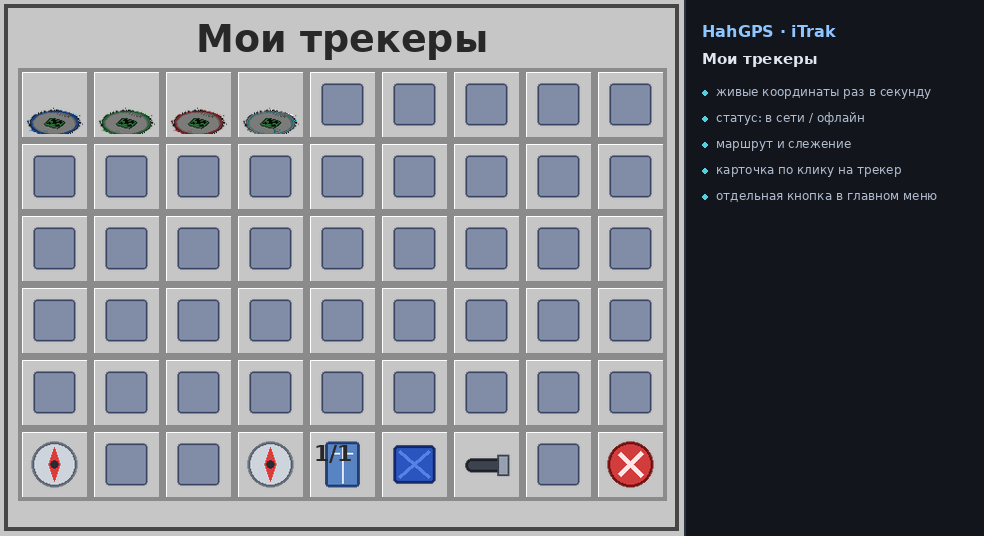 Мои трекеры
1/1
HahGPS · iTrak
Мои трекеры
живые координаты раз в секунду
статус: в сети / офлайн
маршрут и слежение
карточка по клику на трекер
отдельная кнопка в главном меню